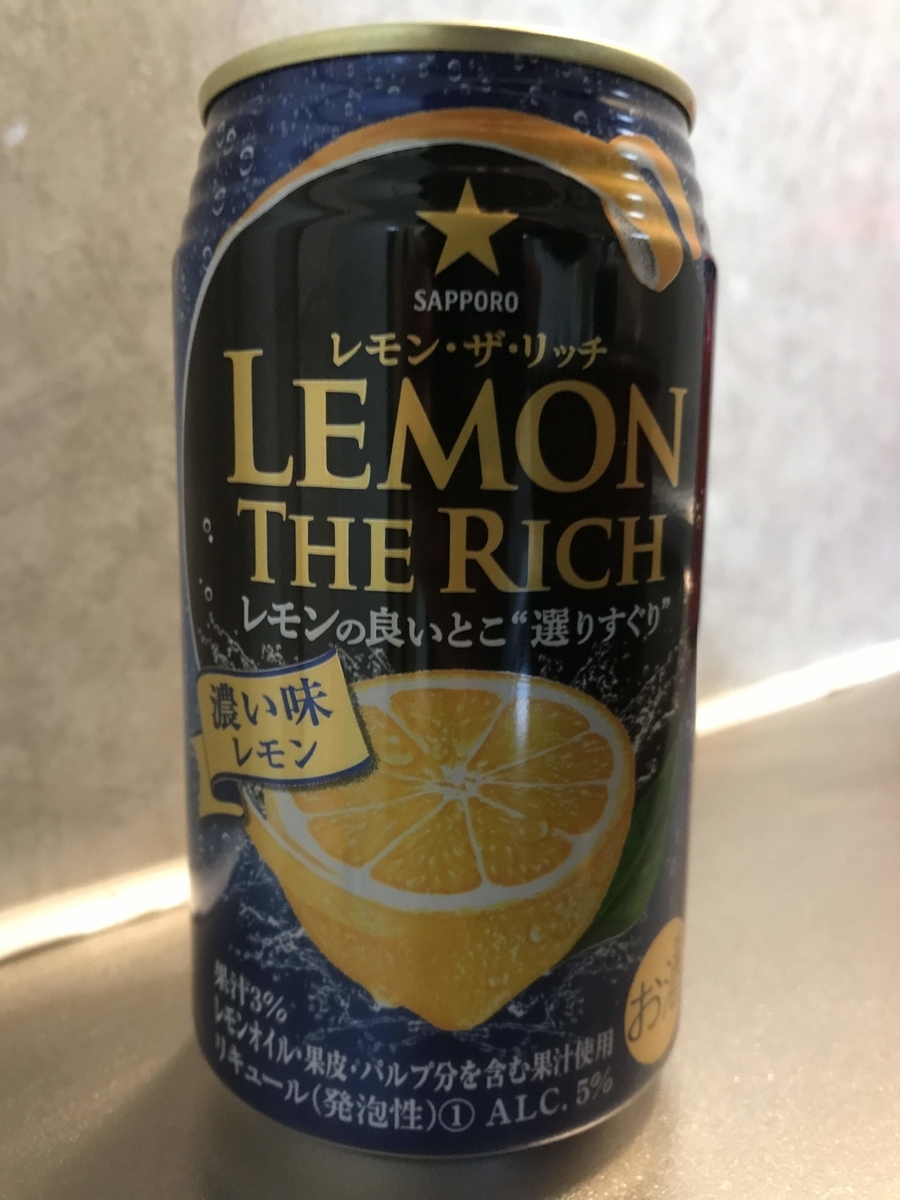 SAPPORO
レモン・ザ・リッチ
LEMON
THE RICH
レモンの良いとこ“選りすぐり”
濃い味
レモン
果汁3%
レモンオイル・果皮・パルプ分を含む果汁使用
リキュール(発泡性)① ALC. 5%
お酒